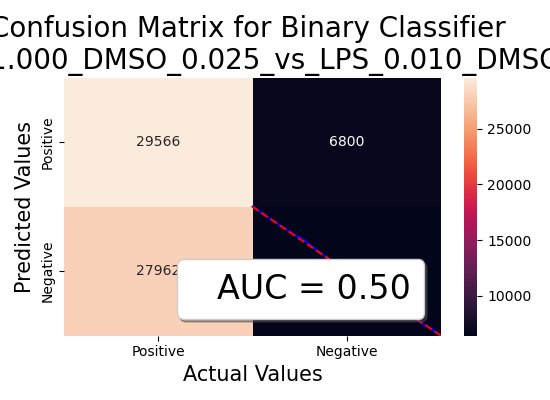 Confusion Matrix for Binary Classifier
1.000_DMSO_0.025_vs_LPS_0.010_DMSO
Predicted Values
Positive
Negative
29566
6800
27962
AUC = 0.50
25000
20000
15000
10000
Positive
Negative
Actual Values